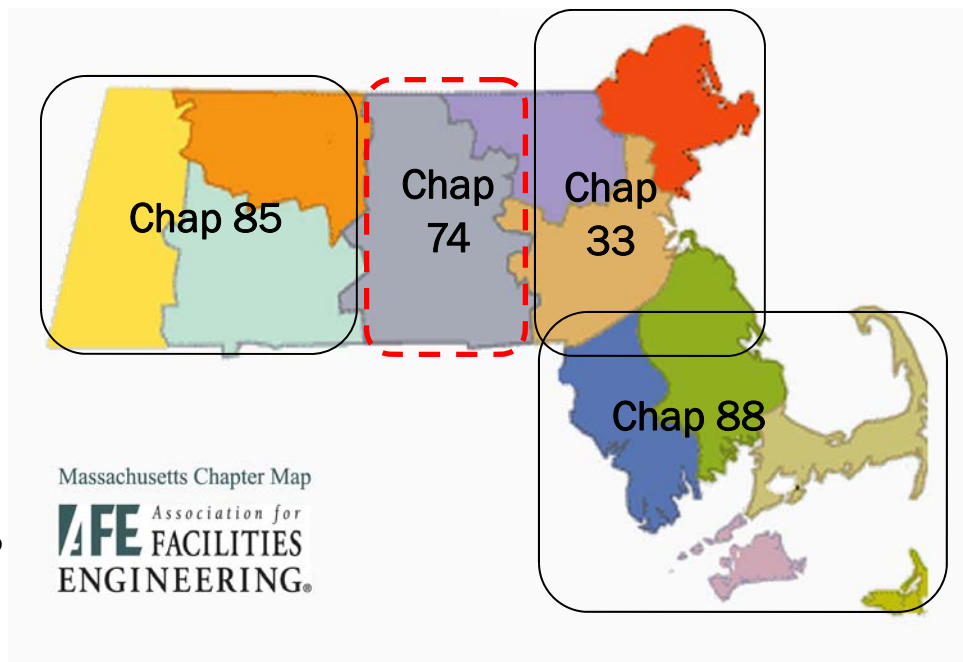 Chap 85
Chap
74
Chap
33
Chap 88
Massachusetts Chapter Map
AFE Association for
FACILITIES
ENGINEERING®